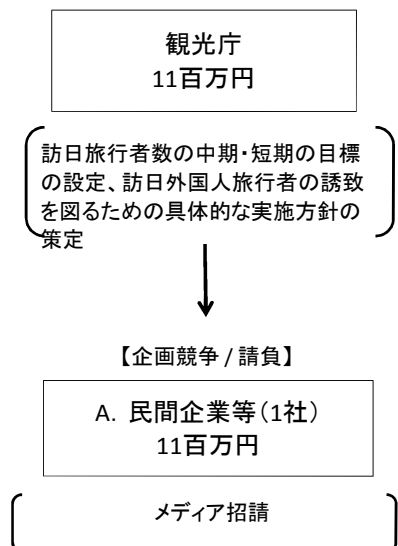 観光庁
11百万円
訪日旅行者数の中期・短期の目標
の設定、訪日外国人旅行者の誘致
を図るための具体的な実施方針の
策定
【企画競争 / 請負】
A. 民間企業等（1社）
11百万円
メディア招請